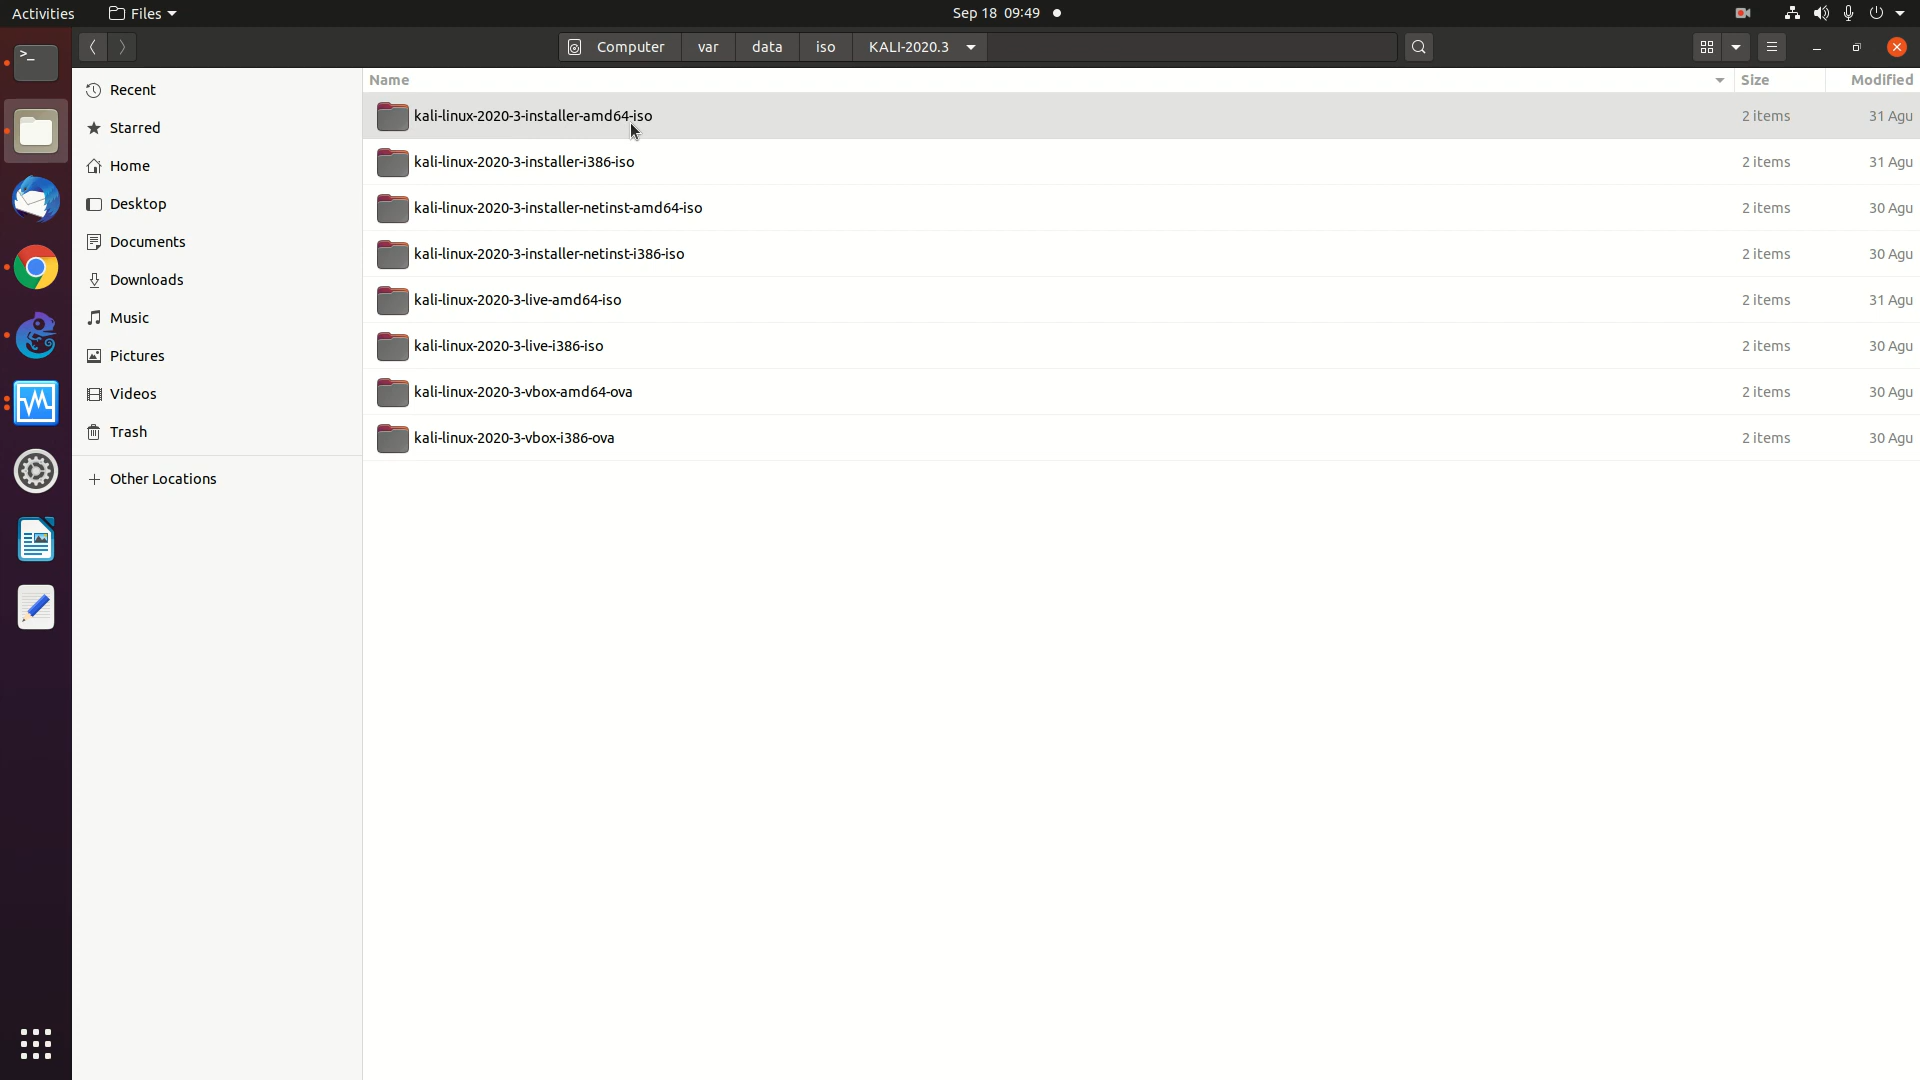 Activities Files Sep 18 09:49
Computer var data iso KALI-2020.3
Recent
Starred
Home
Desktop
Documents
Downloads
Music
Pictures
Videos
Trash
Other Locations
Name Size Modified
kali-linux-2020-3-installer-amd64-iso 2 items 31 Agu
kali-linux-2020-3-installer-i386-iso 2 items 31 Agu
kali-linux-2020-3-installer-netinst-amd64-iso 2 items 30 Agu
kali-linux-2020-3-installer-netinst-i386-iso 2 items 30 Agu
kali-linux-2020-3-live-amd64-iso 2 items 31 Agu
kali-linux-2020-3-live-i386-iso 2 items 30 Agu
kali-linux-2020-3-vbox-amd64-ova 2 items 30 Agu
kali-linux-2020-3-vbox-i386-ova 2 items 30 Agu